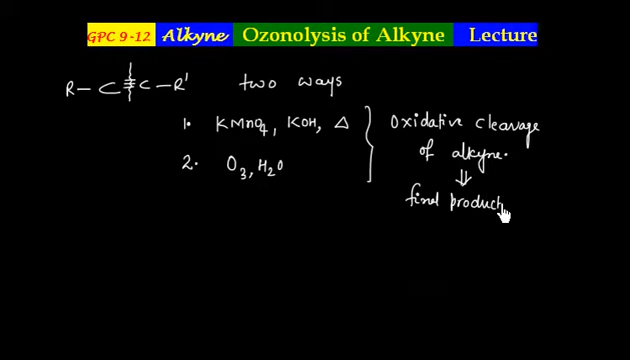 GPC 9-12 Alkyne Ozonolysis of Alkyne Lecture
R-C≡C-R' two ways
1. KMnO4, KOH, Δ
2. O3, H2O
Oxidative cleavage
of alkyne.
⇓
final product